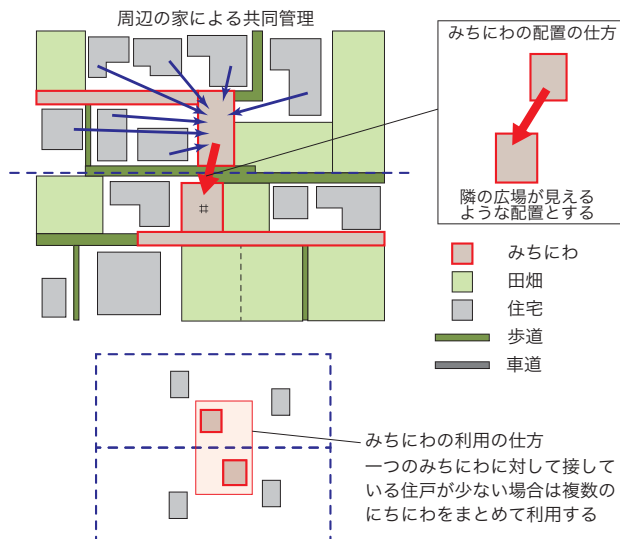 周辺の家による共同管理
みちにわの配置の仕方
隣の広場が見える
ような配置とする
みちにわ
田畑
住宅
歩道
車道
みちにわの利用の仕方
一つのみちにわに対して接して
いる住戸が少ない場合は複数の
にちにわをまとめて利用する